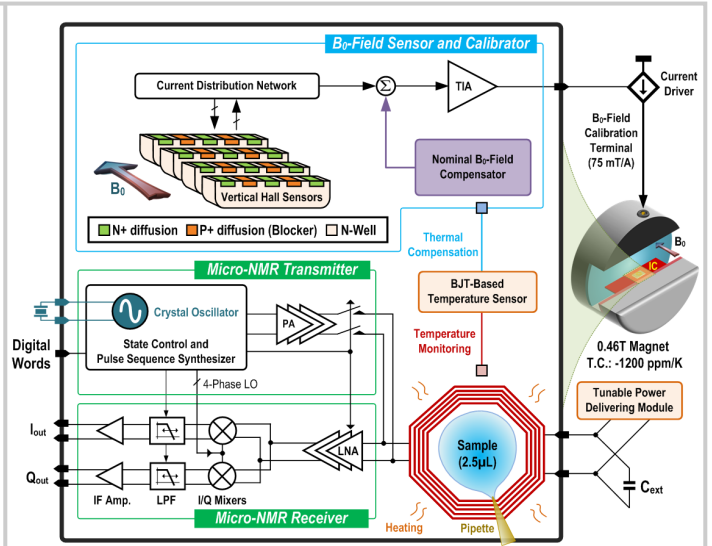 B₀-Field Sensor and Calibrator
Current Distribution Network
Σ
TIA
Current
Driver
B₀-Field
Calibration
Terminal
(75 mT/A)
Nominal B₀-Field
Compensator
B₀
Vertical Hall Sensors
N+ diffusion
P+ diffusion (Blocker)
N-Well
Thermal
Compensation
B₀
IC
Micro-NMR Transmitter
BJT-Based
Temperature Sensor
Crystal Oscillator
PA
State Control and
Pulse Sequence Synthesizer
Digital
Words
Temperature
Monitoring
0.46T Magnet
T.C.: -1200 ppm/K
4-Phase LO
Tunable Power
Delivering Module
Iout
Qout
LNA
Sample
(2.5µL)
Cext
IF Amp.
LPF
I/Q Mixers
Micro-NMR Receiver
Heating
Pipette